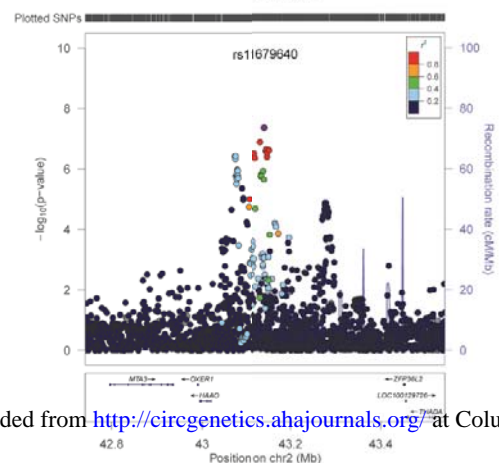 Plotted SNPs
rs11679640
r²
0.8
0.6
0.4
0.2
10
8
6
4
2
0
100
80
60
40
20
0
−log10(p-value)
Recombination rate (cM/Mb)
MTA3
OXER1
HAAO
ZFP36L2
LOC100129726
THADA
ded from http://circgenetics.ahajournals.org/ at Colu
42.8 43 43.2 43.4
Position on chr2 (Mb)